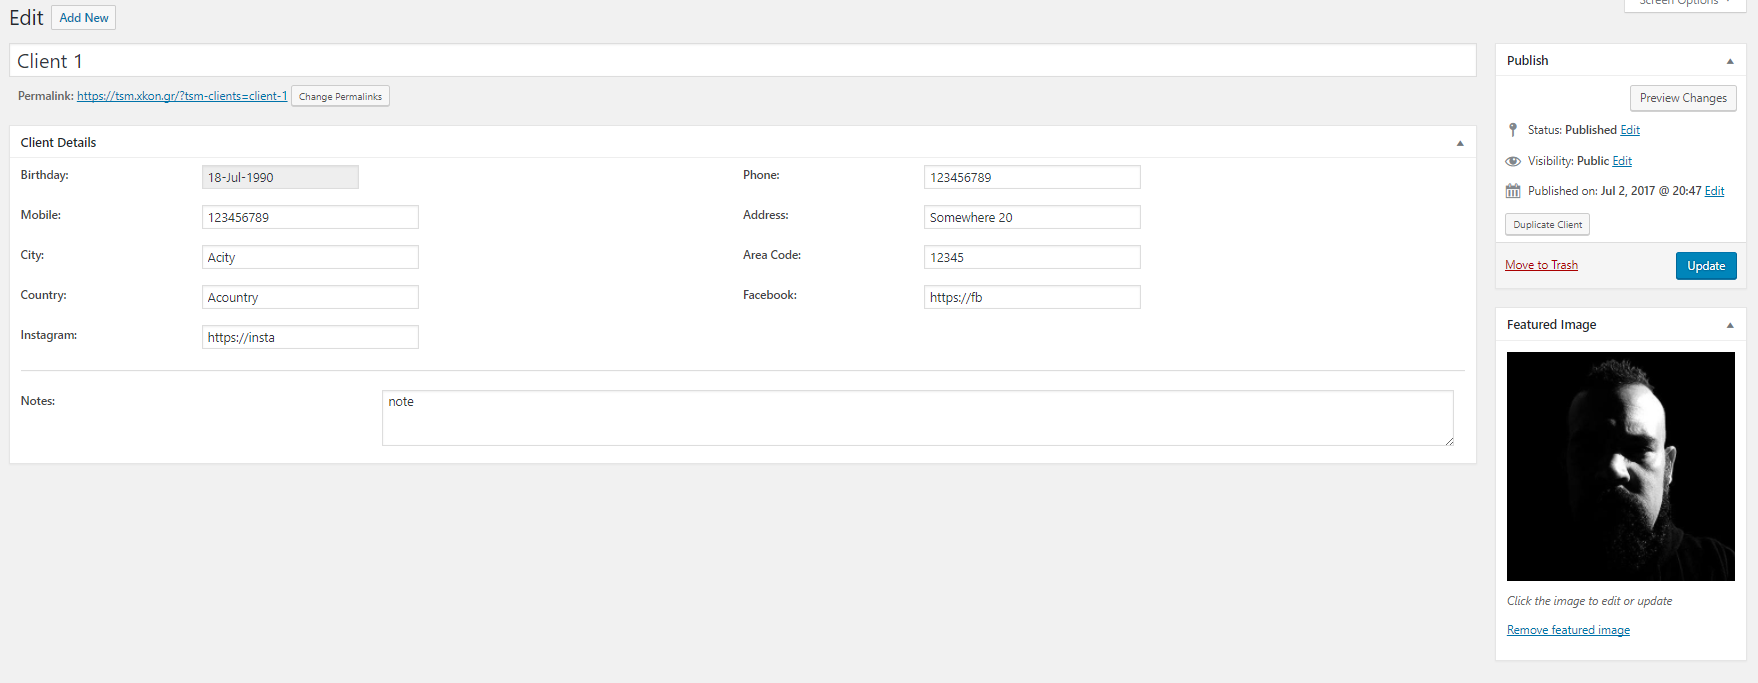 Edit Add New
Screen Options
Client 1
Permalink: https://tsm.xkon.gr/?tsm-clients=client-1 Change Permalinks
Client Details
Birthday: 18-Jul-1990 Phone: 123456789
Mobile: 123456789 Address: Somewhere 20
City: Acity Area Code: 12345
Country: Acountry Facebook: https://fb
Instagram: https://insta
Notes: note
Publish
Preview Changes
Status: Published Edit
Visibility: Public Edit
Published on: Jul 2, 2017 @ 20:47 Edit
Duplicate Client
Move to Trash Update
Featured Image
Click the image to edit or update
Remove featured image